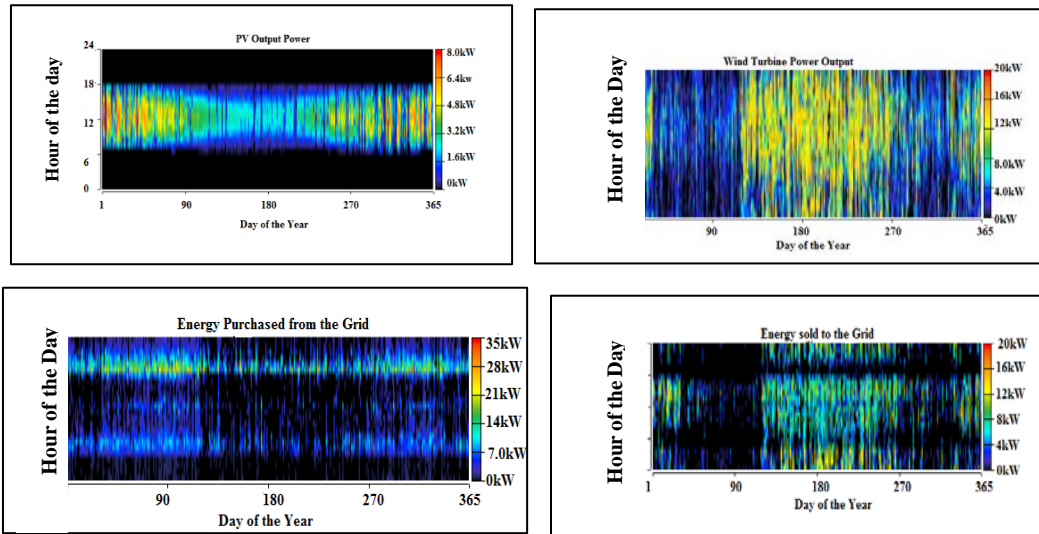 PV Output Power
Hour of the day
24
18
12
6
0
8.0kW
6.4kw
4.8kW
3.2kW
1.6kW
0kW
1 90 180 270 365
Day of the Year
Wind Turbine Power Output
Hour of the Day
20kW
16kW
12kW
8.0kW
4.0kW
0kW
90 180 270 365
Day of the Year
Energy Purchased from the Grid
Hour of the Day
35kW
28kW
21kW
14kW
7.0kW
0kW
90 180 270 365
Day of the Year
Energy sold to the Grid
Hour of the Day
20kW
16kW
12kW
8kW
4kW
0kW
1 90 180 270 365
Day of the Year